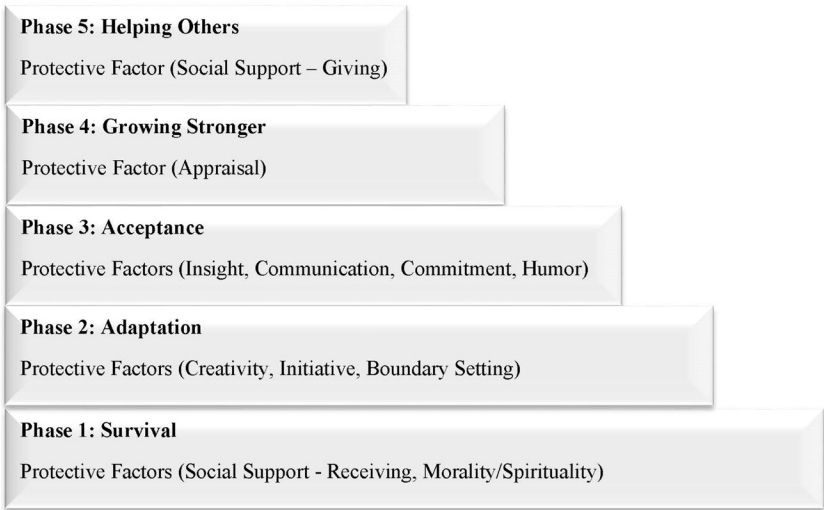 Phase 5: Helping Others
Protective Factor (Social Support – Giving)
Phase 4: Growing Stronger
Protective Factor (Appraisal)
Phase 3: Acceptance
Protective Factors (Insight, Communication, Commitment, Humor)
Phase 2: Adaptation
Protective Factors (Creativity, Initiative, Boundary Setting)
Phase 1: Survival
Protective Factors (Social Support - Receiving, Morality/Spirituality)